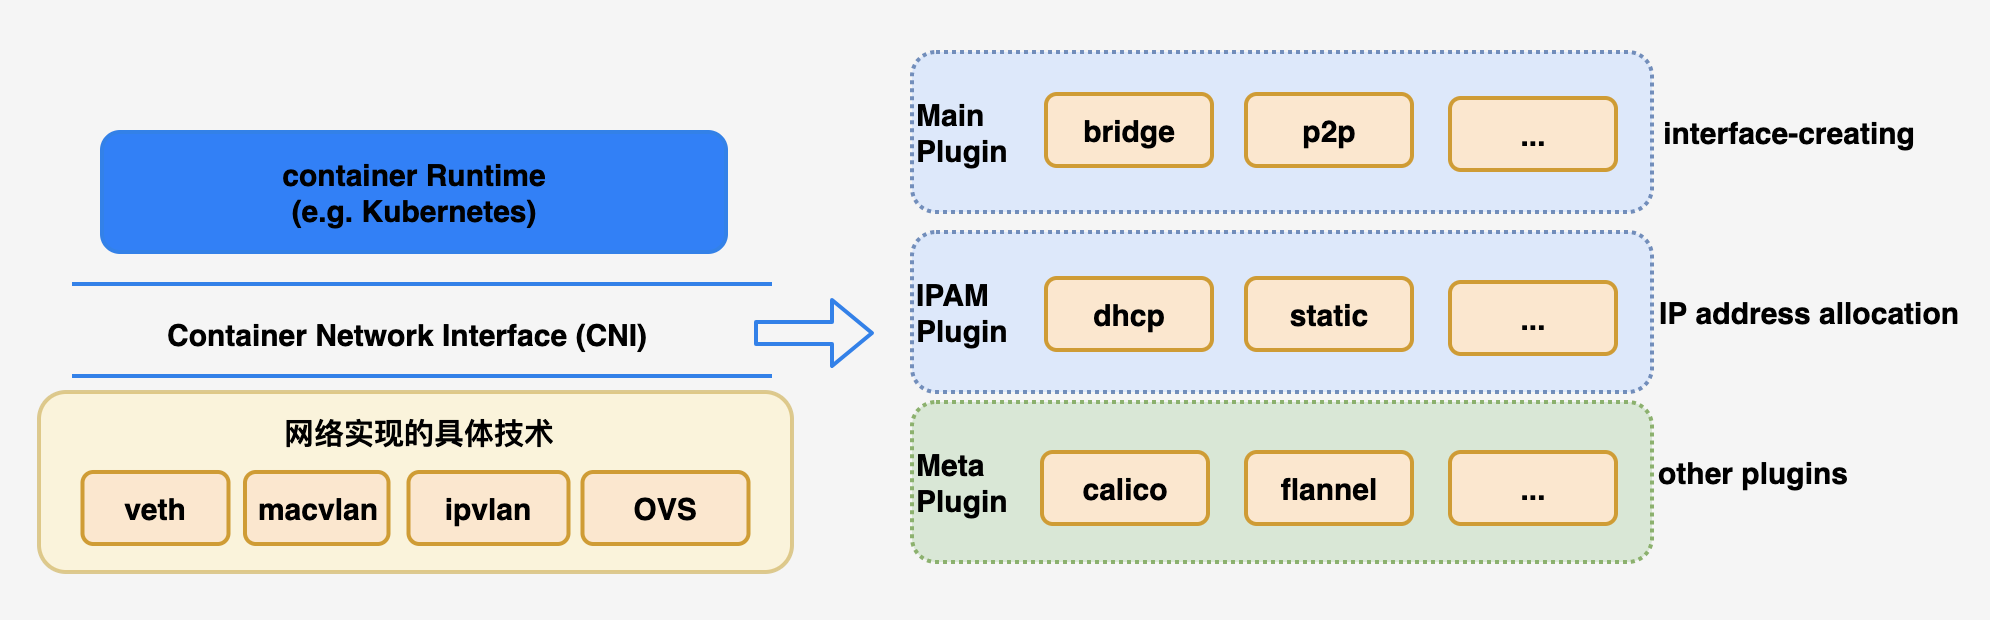 container Runtime
(e.g. Kubernetes)
Container Network Interface (CNI)
网络实现的具体技术
veth
macvlan
ipvlan
OVS
Main
Plugin
bridge
p2p
...
interface-creating
IPAM
Plugin
dhcp
static
...
IP address allocation
Meta
Plugin
calico
flannel
...
other plugins